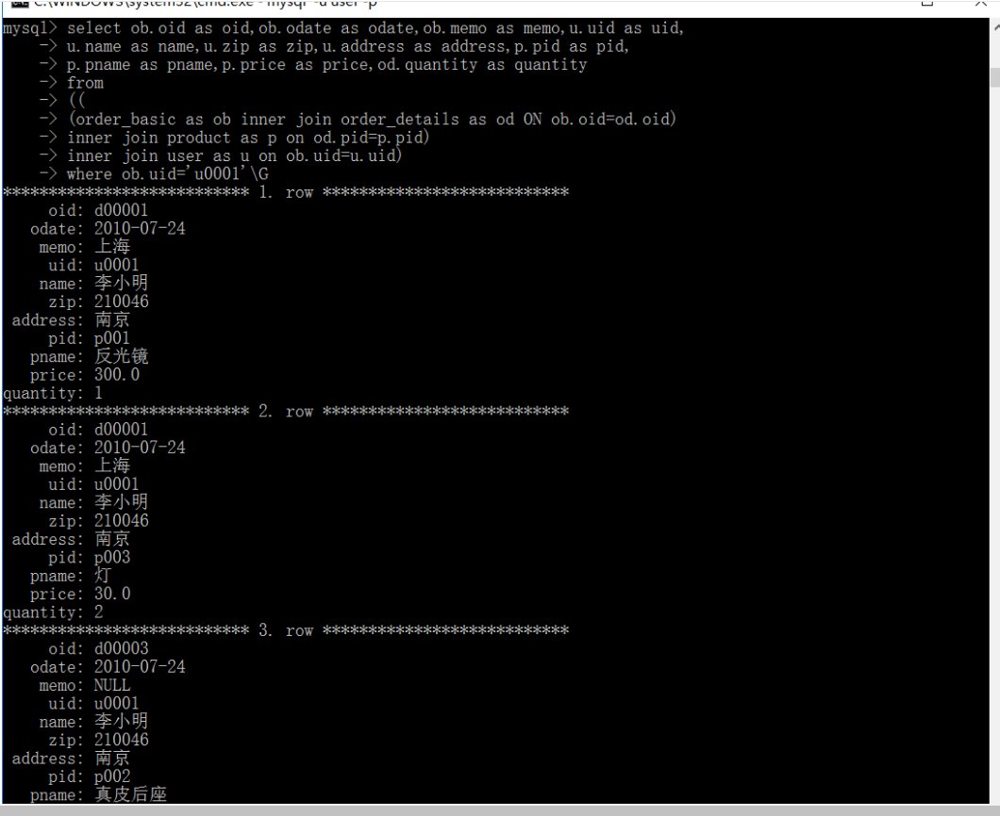 C:\WINDOWS\system32\cmd.exe - mysql -u user -p
mysql> select ob.oid as oid,ob.odate as odate,ob.memo as memo,u.uid as uid,
    -> u.name as name,u.zip as zip,u.address as address,p.pid as pid,
    -> p.pname as pname,p.price as price,od.quantity as quantity
    -> from
    -> ((
    -> (order_basic as ob inner join order_details as od ON ob.oid=od.oid)
    -> inner join product as p on od.pid=p.pid)
    -> inner join user as u on ob.uid=u.uid)
    -> where ob.uid='u0001'\G
*************************** 1. row ***************************
     oid: d00001
   odate: 2010-07-24
    memo: 上海
     uid: u0001
    name: 李小明
     zip: 210046
 address: 南京
     pid: p001
   pname: 反光镜
   price: 300.0
quantity: 1
*************************** 2. row ***************************
     oid: d00001
   odate: 2010-07-24
    memo: 上海
     uid: u0001
    name: 李小明
     zip: 210046
 address: 南京
     pid: p003
   pname: 灯
   price: 30.0
quantity: 2
*************************** 3. row ***************************
     oid: d00003
   odate: 2010-07-24
    memo: NULL
     uid: u0001
    name: 李小明
     zip: 210046
 address: 南京
     pid: p002
   pname: 真皮后座